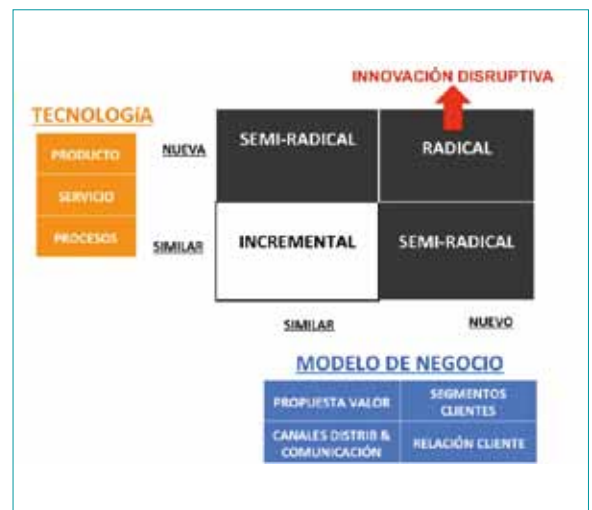 INNOVACIÓN DISRUPTIVA
TECNOLOGÍA
PRODUCTO
SERVICIO
PROCESOS
NUEVA
SIMILAR
SEMI-RADICAL
RADICAL
INCREMENTAL
SEMI-RADICAL
SIMILAR
NUEVO
MODELO DE NEGOCIO
PROPUESTA VALOR
SEGMENTOS
CLIENTES
CANALES DISTRIB &
COMUNICACIÓN
RELACIÓN CLIENTE